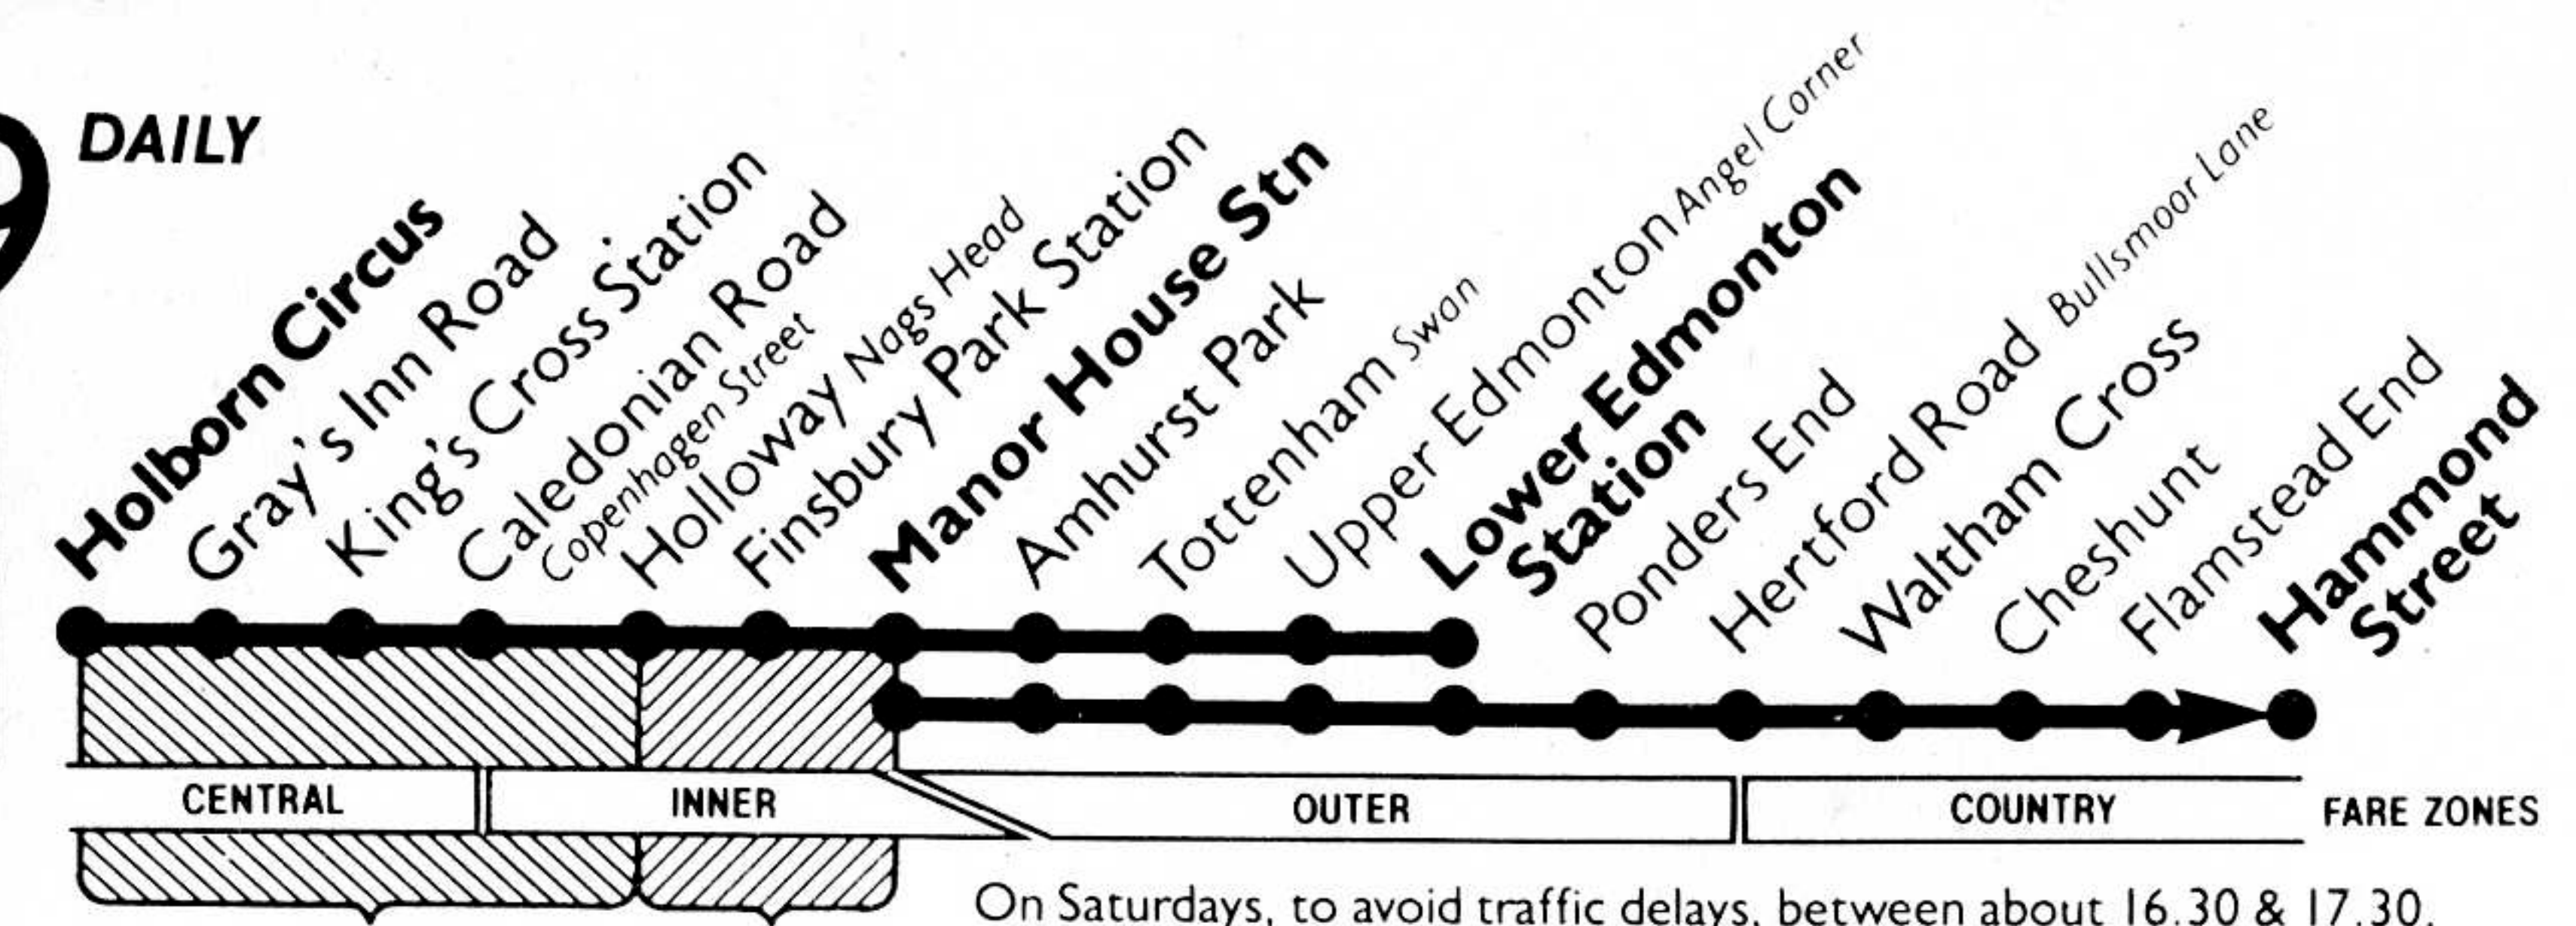 9
DAILY
Holborn Circus
Gray's Inn Road
King's Cross Station
Caledonian Road
Copenhagen Street
Holloway Nags Head
Finsbury Park Station
Manor House Stn
Amhurst Park
Tottenham Swan
Upper Edmonton Angel Corner
Lower Edmonton
Station
Ponders End
Hertford Road Bullsmoor Lane
Waltham Cross
Cheshunt
Flamstead End
Hammond
Street
CENTRAL
INNER
OUTER
COUNTRY
FARE ZONES
On Saturdays, to avoid traffic delays, between about 16.30 & 17.30,